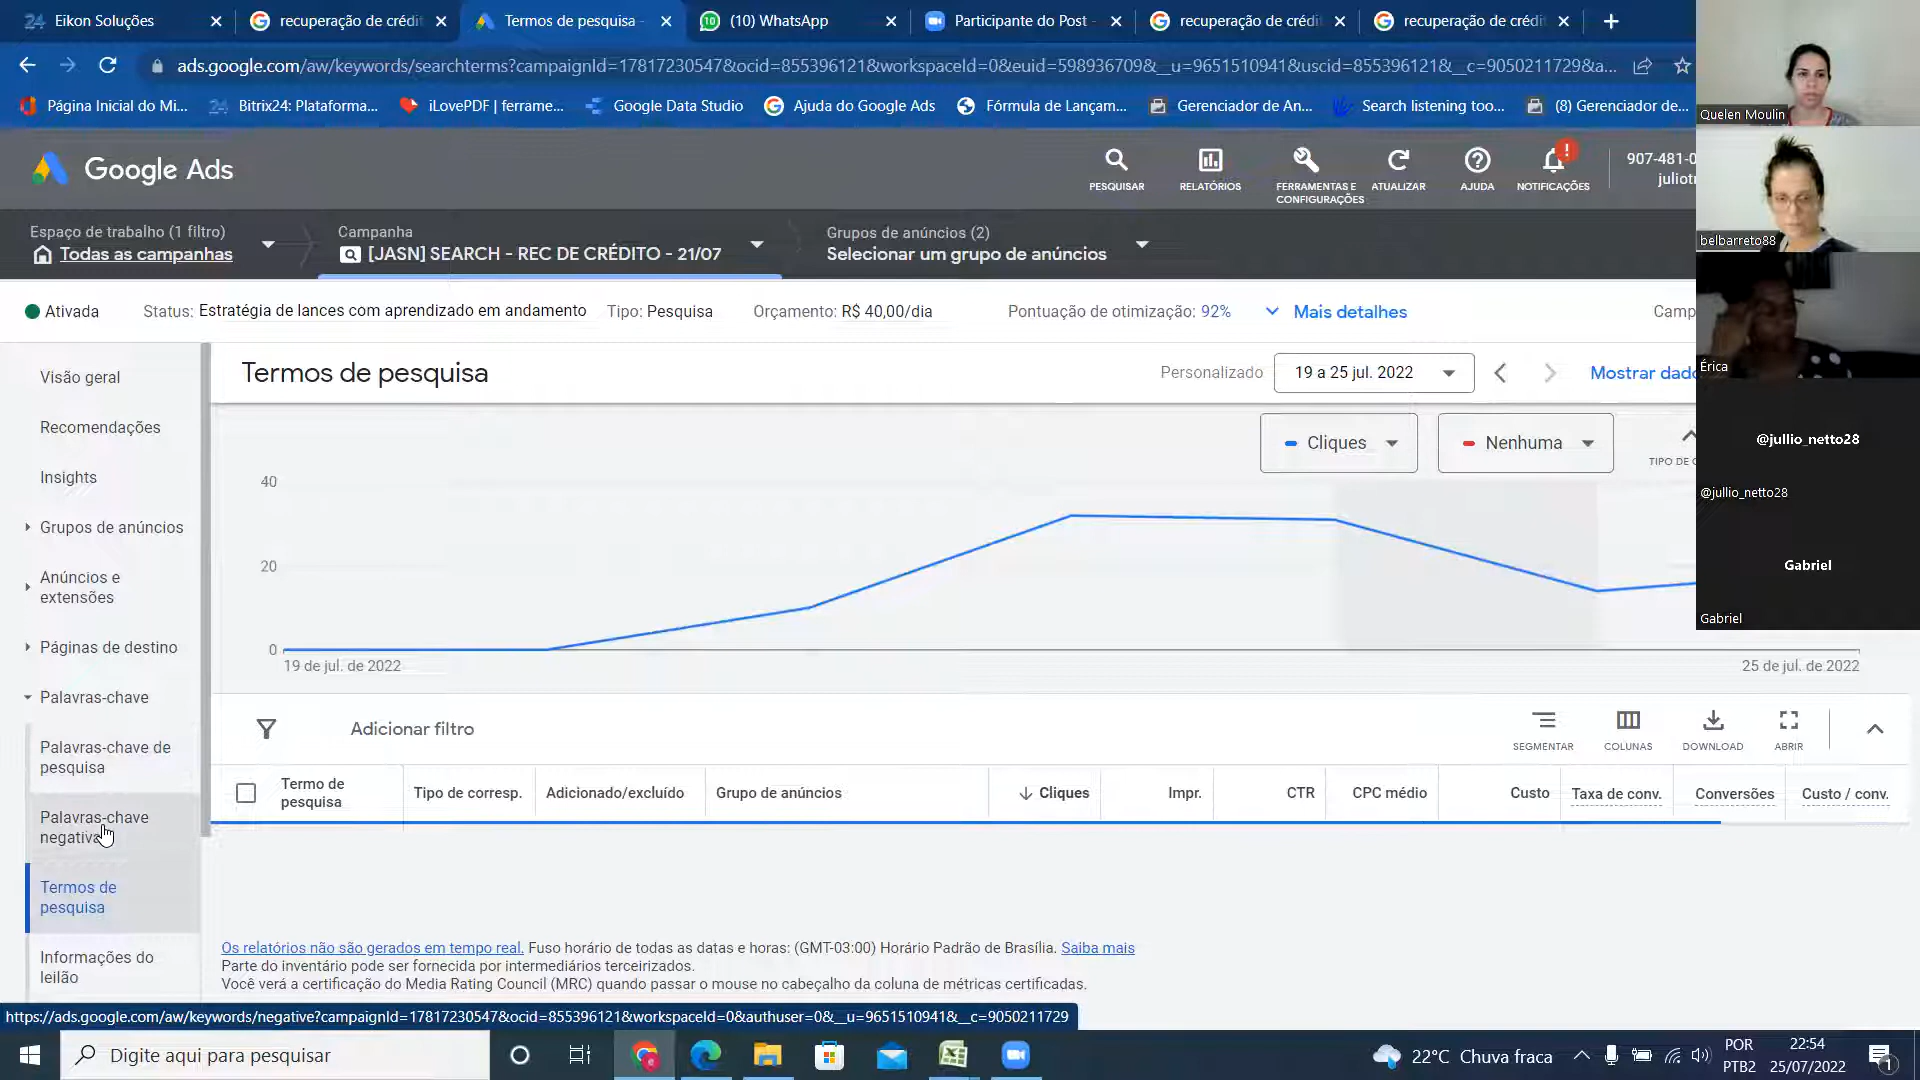 Eikon Soluções
recuperação de crédi
Termos de pesquisa -
(10) WhatsApp
Participante do Post -
recuperação de crédi
recuperação de crédi
ads.google.com/aw/keywords/searchterms?campaignId=17817230547&ocid=855396121&workspaceId=0&euid=598936709&__u=9651510941&uscid=855396121&__c=9050211729&a...
Página Inicial do Mi...
Bitrix24: Plataforma...
iLovePDF | ferrame...
Google Data Studio
Ajuda do Google Ads
Fórmula de Lançam...
Gerenciador de An...
Search listening too...
(8) Gerenciador de...
Google Ads
PESQUISAR
RELATÓRIOS
FERRAMENTAS E
CONFIGURAÇÕES
ATUALIZAR
AJUDA
NOTIFICAÇÕES
907-481-0
juliotr
Espaço de trabalho (1 filtro)
Todas as campanhas
Campanha
[JASN] SEARCH - REC DE CRÉDITO - 21/07
Grupos de anúncios (2)
Selecionar um grupo de anúncios
Ativada
Status: Estratégia de lances com aprendizado em andamento
Tipo: Pesquisa
Orçamento: R$ 40,00/dia
Pontuação de otimização: 92%
Mais detalhes
Camp
Visão geral
Recomendações
Insights
Grupos de anúncios
Anúncios e
extensões
Páginas de destino
Palavras-chave
Palavras-chave de
pesquisa
Palavras-chave
negativa
Termos de
pesquisa
Informações do
leilão
Termos de pesquisa
Personalizado
19 a 25 jul. 2022
Mostrar dado
Cliques
Nenhuma
TIPO DE G
40
20
0
19 de jul. de 2022
25 de jul. de 2022
Adicionar filtro
SEGMENTAR
COLUNAS
DOWNLOAD
ABRIR
Termo de
pesquisa
Tipo de corresp.
Adicionado/excluído
Grupo de anúncios
Cliques
Impr.
CTR
CPC médio
Custo
Taxa de conv.
Conversões
Custo / conv.
Os relatórios não são gerados em tempo real. Fuso horário de todas as datas e horas: (GMT-03:00) Horário Padrão de Brasília. Saiba mais
Parte do inventário pode ser fornecida por intermediários terceirizados.
Você verá a certificação do Media Rating Council (MRC) quando passar o mouse no cabeçalho da coluna de métricas certificadas.
https://ads.google.com/aw/keywords/negative?campaignId=17817230547&ocid=855396121&workspaceId=0&authuser=0&__u=9651510941&__c=9050211729
Quelen Moulin
belbarreto88
Érica
@jullio_netto28
@jullio_netto28
Gabriel
Gabriel
Digite aqui para pesquisar
22°C Chuva fraca
POR
PTB2
22:54
25/07/2022
1